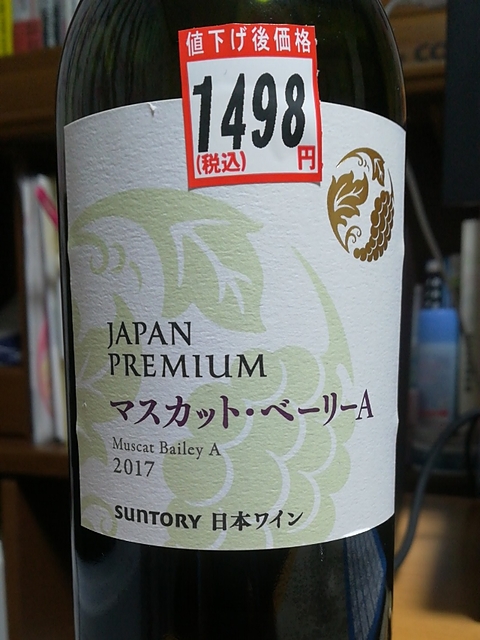 値下げ後価格
1498
(税込) 円
JAPAN
PREMIUM
マスカット・ベーリーA
Muscat Bailey A
2017
SUNTORY 日本ワイン